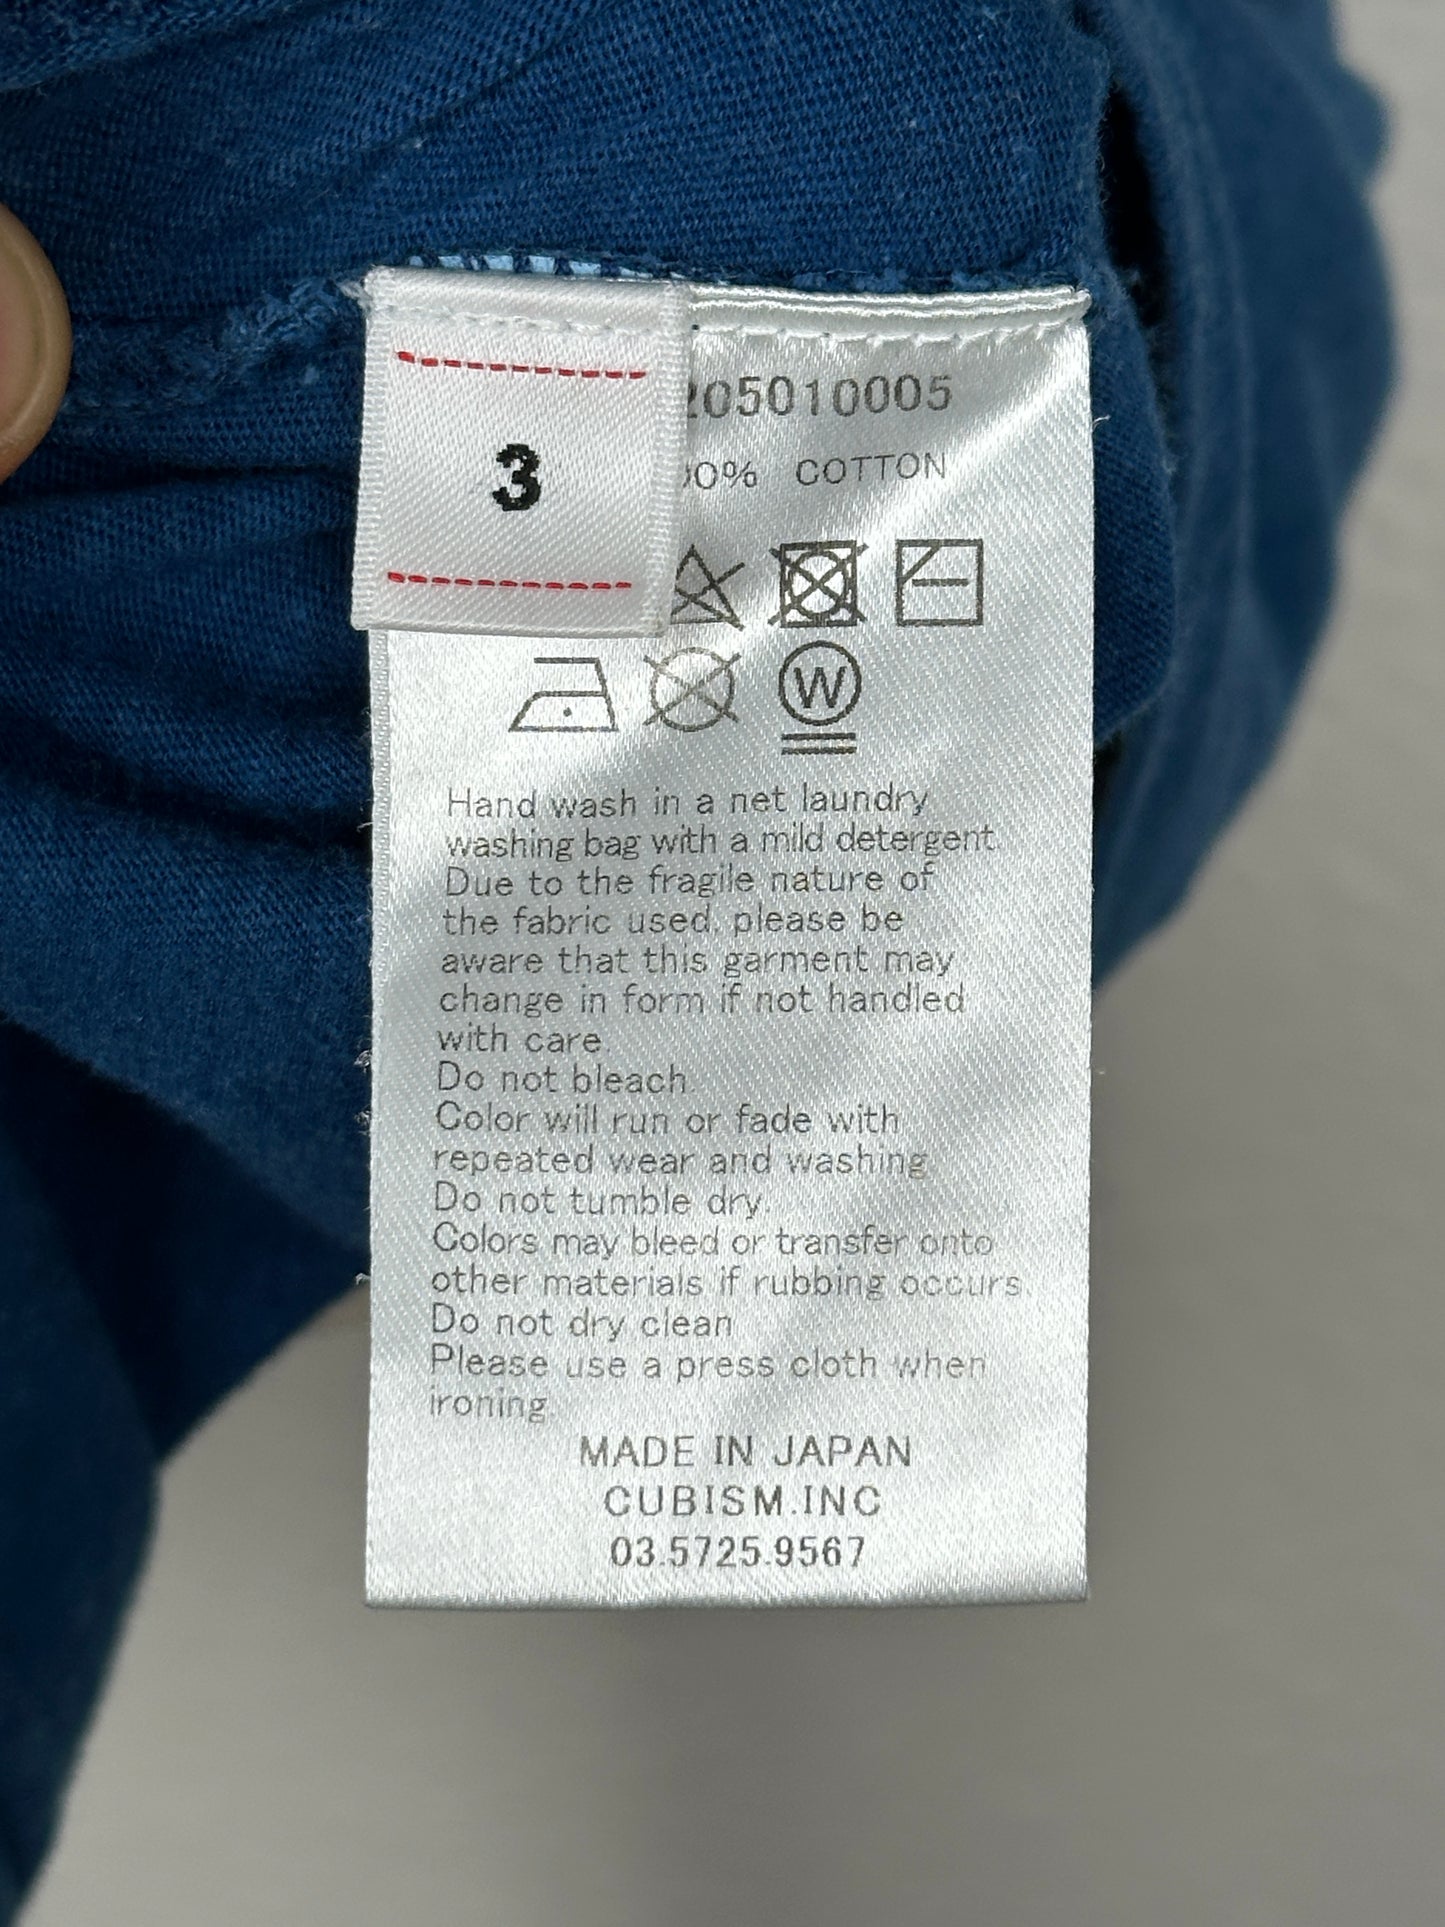 3
205010005
00% COTTON
W
Hand wash in a net laundry
washing bag with a mild detergent.
Due to the fragile nature of
the fabric used, please be
aware that this garment may
change in form if not handled
with care.
Do not bleach.
Color will run or fade with
repeated wear and washing.
Do not tumble dry.
Colors may bleed or transfer onto
other materials if rubbing occurs.
Do not dry clean
Please use a press cloth when
ironing.
MADE IN JAPAN
CUBISM.INC
03.5725.9567